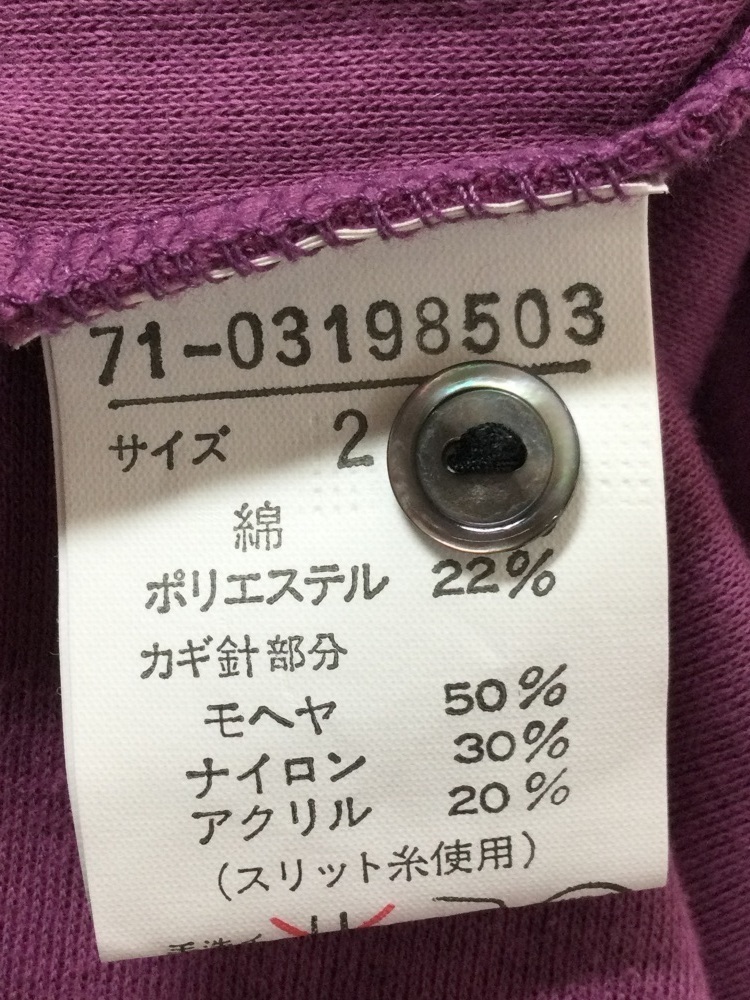 71-03198503
サイズ 2
綿
ポリエステル 22%
カギ針部分
モヘヤ 50%
ナイロン 30%
アクリル 20%
(スリット糸使用)